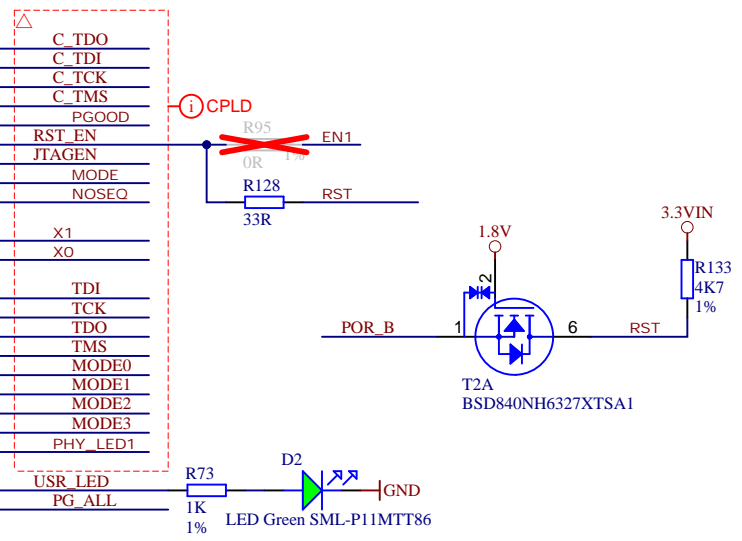 C_TDO
C_TDI
C_TCK
C_TMS
i CPLD
PGOOD
R95
RST_EN
EN1
JTAGEN
0R
1%
MODE
R128
NOSEQ
RST
33R
X1
X0
3.3VIN
1.8V
R133
4K7
1%
2
TDI
TCK
TDO
POR_B
1
6
RST
TMS
MODE0
MODE1
T2A
MODE2
BSD840NH6327XTSA1
MODE3
PHY_LED1
D2
USR_LED
R73
GND
PG_ALL
1K
1%
LED Green SML-P11MTT86